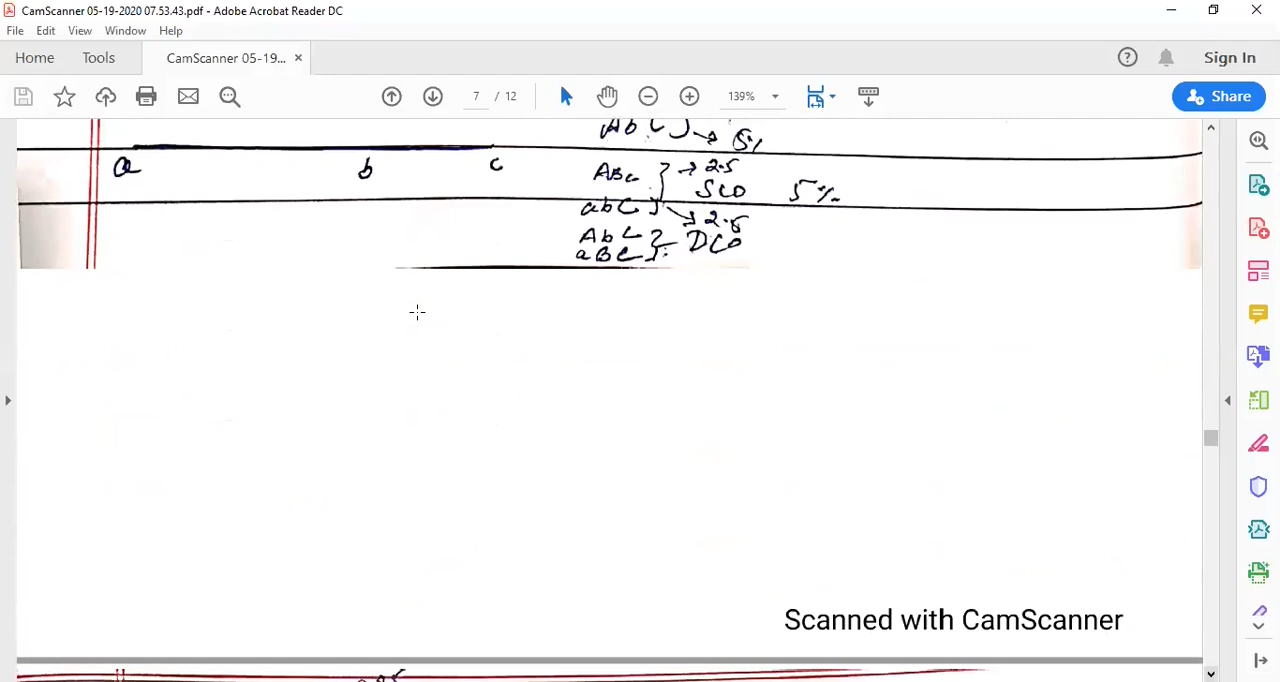 CamScanner 05-19-2020 07.53.43.pdf - Adobe Acrobat Reader DC
File Edit View Window Help
Home Tools CamScanner 05-19... × Sign In
7 / 12 139% Share
AbC → 5%
a b c ABc } → 2.5
SCO 5%
abC → 2.5
AbC } DCO
aBC
Scanned with CamScanner